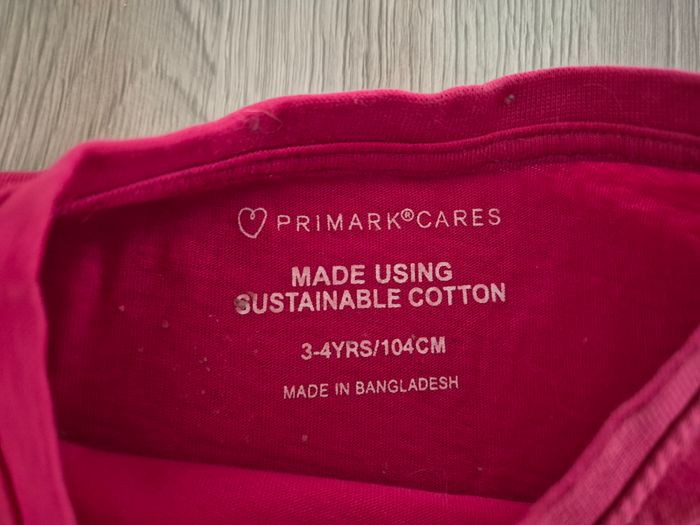 PRIMARK®CARES
MADE USING
SUSTAINABLE COTTON
3-4YRS/104CM
MADE IN BANGLADESH